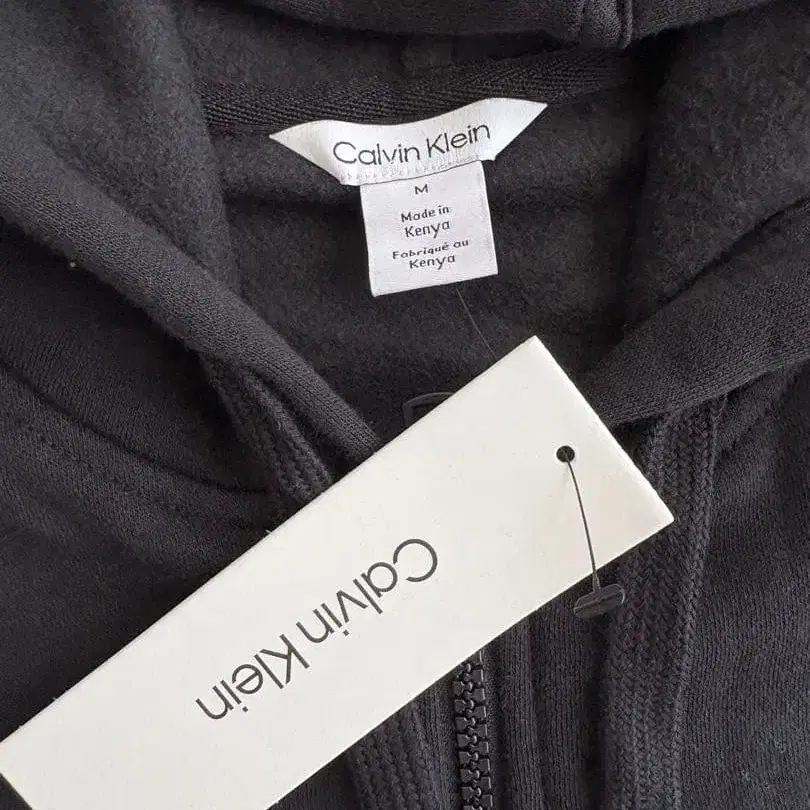 Calvin Klein
M
Made in
Kenya
Fabriqué au
Kenya
Calvin Klein